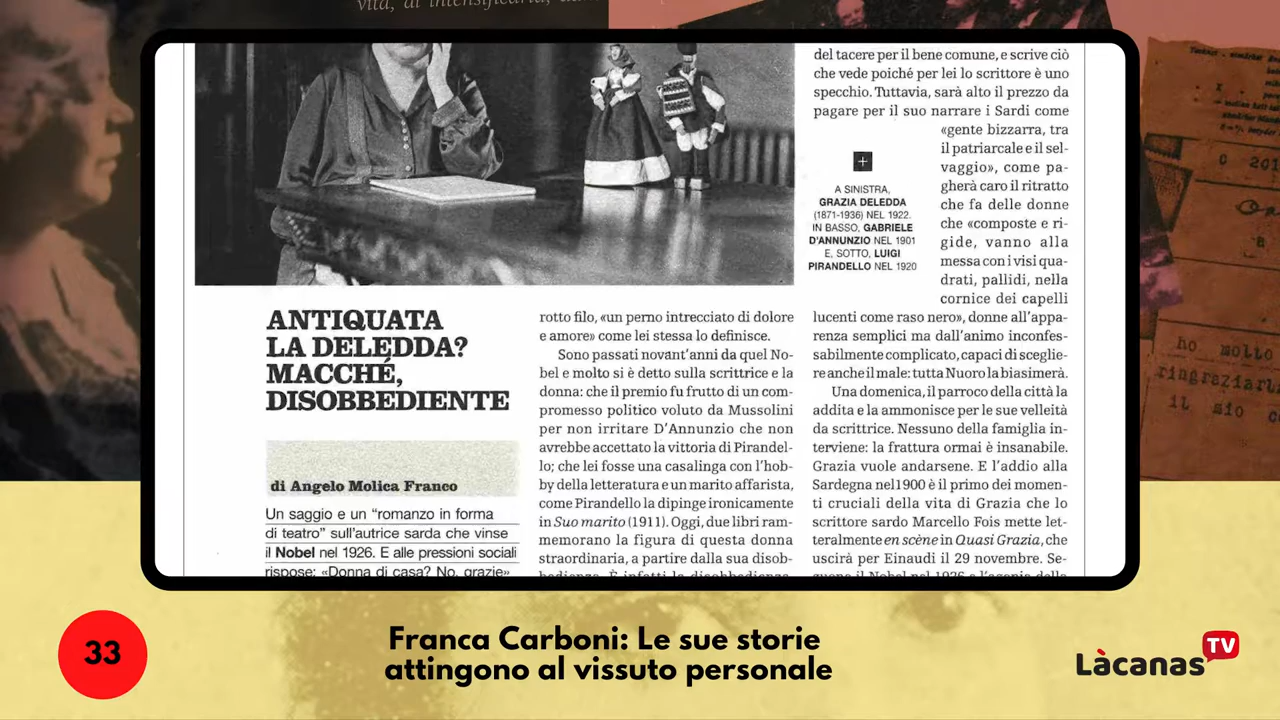 vita, di intensificarla,
del tacere per il bene comune, e scrive ciò
che vede poiché per lei lo scrittore è uno
specchio. Tuttavia, sarà alto il prezzo da
pagare per il suo narrare i Sardi come
«gente bizzarra, tra
il patriarcale e il sel-
vaggio», come pa-
gherà caro il ritratto
che fa delle donne
che «composte e ri-
gide, vanno alla
messa con i visi qua-
drati, pallidi, nella
cornice dei capelli
lucenti come raso nero», donne all'appa-
renza semplici ma dall'animo inconfes-
sabilmente complicato, capaci di sceglie-
re anche il male: tutta Nuoro la biasimerà.
Una domenica, il parroco della città la
addita e la ammonisce per le sue velleità
da scrittrice. Nessuno della famiglia in-
terviene: la frattura ormai è insanabile.
Grazia vuole andarsene. E l'addio alla
Sardegna nel 1900 è il primo dei momen-
ti cruciali della vita di Grazia che lo
scrittore sardo Marcello Fois mette let-
teralmente en scène in Quasi Grazia, che
uscirà per Einaudi il 29 novembre. Se-
A SINISTRA,
GRAZIA DELEDDA
(1871-1936) NEL 1922.
IN BASSO, GABRIELE
D'ANNUNZIO NEL 1901
E, SOTTO, LUIGI
PIRANDELLO NEL 1920
ANTIQUATA
LA DELEDDA?
MACCHÉ,
DISOBBEDIENTE
di Angelo Molica Franco
Un saggio e un "romanzo in forma
di teatro" sull'autrice sarda che vinse
il Nobel nel 1926. E alle pressioni sociali
rispose: «Donna di casa? No, grazie»
rotto filo, «un perno intrecciato di dolore
e amore» come lei stessa lo definisce.
Sono passati novant'anni da quel No-
bel e molto si è detto sulla scrittrice e la
donna: che il premio fu frutto di un com-
promesso politico voluto da Mussolini
per non irritare D'Annunzio che non
avrebbe accettato la vittoria di Pirandel-
lo; che lei fosse una casalinga con l'hob-
by della letteratura e un marito affarista,
come Pirandello la dipinge ironicamente
in Suo marito (1911). Oggi, due libri ram-
memorano la figura di questa donna
straordinaria, a partire dalla sua disob-
ho molto
ringraziarla
il mio
33
Franca Carboni: Le sue storie
attingono al vissuto personale
Làcanas TV